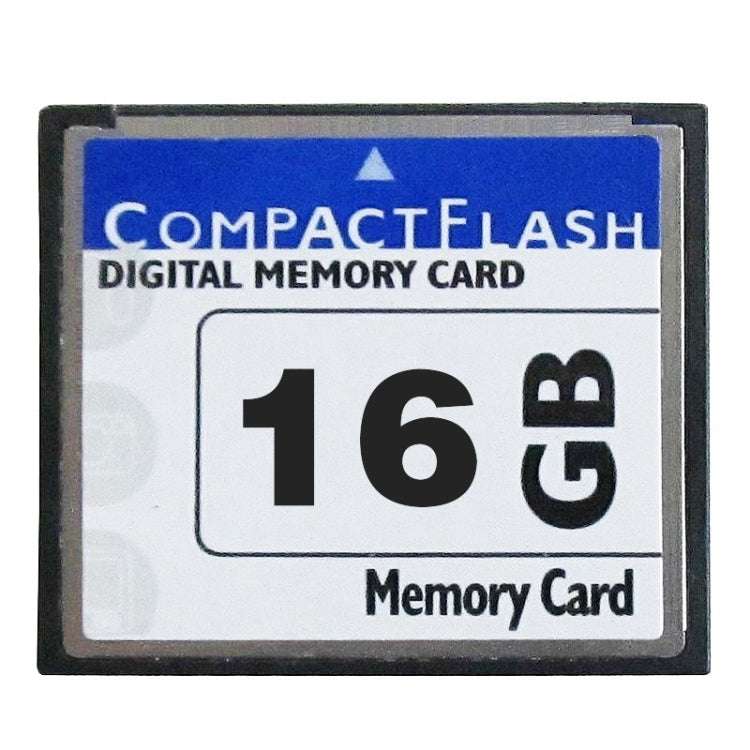 COMPACTFLASH
DIGITAL MEMORY CARD
16 GB
Memory Card